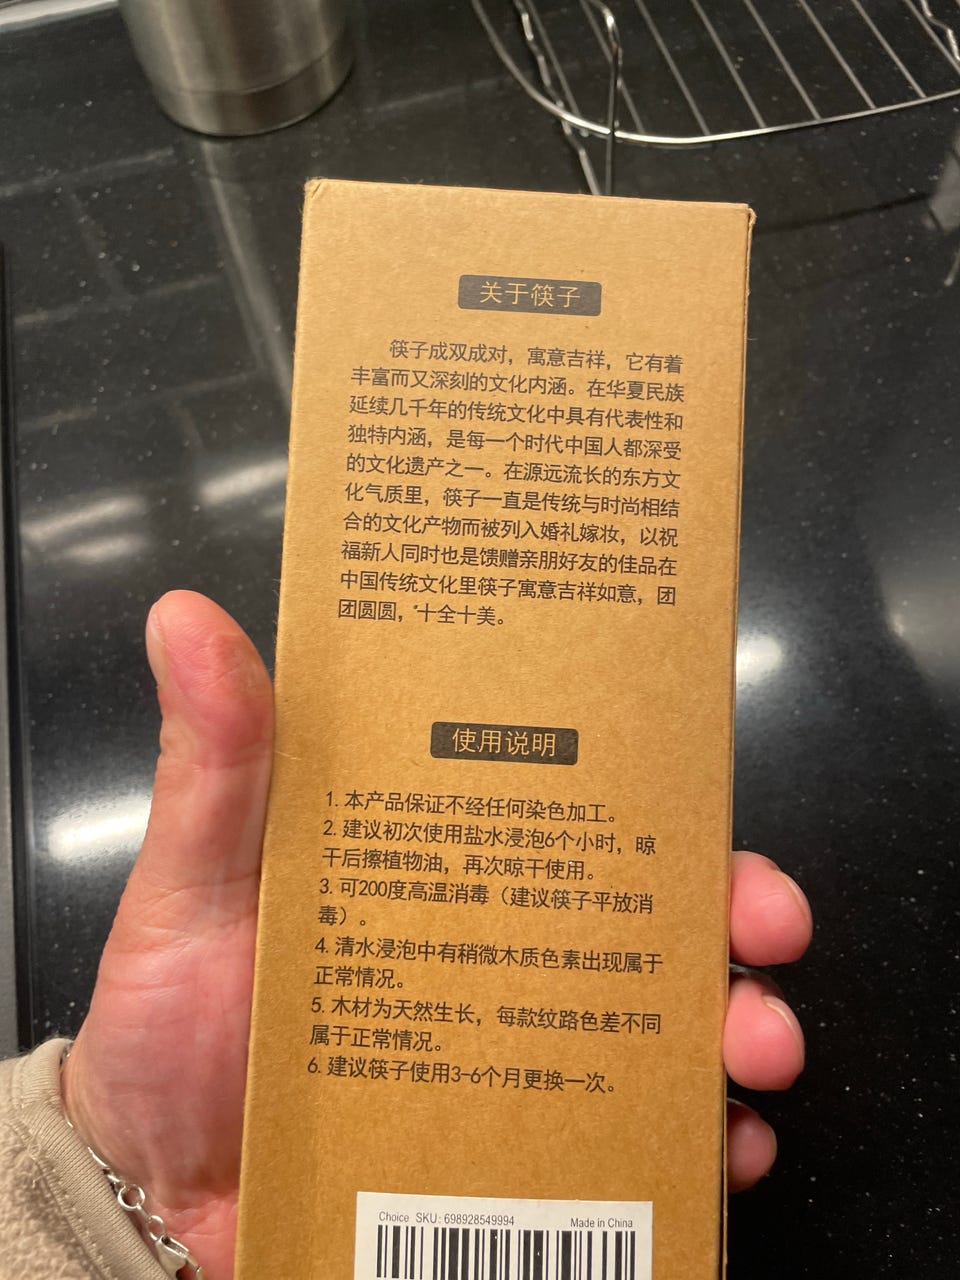 关于筷子
筷子成双成对，寓意吉祥，它有着
丰富而又深刻的文化内涵。在华夏民族
延续几千年的传统文化中具有代表性和
独特内涵，是每一个时代中国人都深受
的文化遗产之一。在源远流长的东方文
化气质里，筷子一直是传统与时尚相结
合的文化产物而被列入婚礼嫁妆，以祝
福新人同时也是馈赠亲朋好友的佳品在
中国传统文化里筷子寓意吉祥如意，团
团圆圆，"十全十美。
使用说明
1. 本产品保证不经任何染色加工。
2. 建议初次使用盐水浸泡6个小时，晾
干后擦植物油，再次晾干使用。
3. 可200度高温消毒（建议筷子平放消
毒）。
4. 清水浸泡中有稍微木质色素出现属于
正常情况。
5. 木材为天然生长，每款纹路色差不同
属于正常情况。
6. 建议筷子使用3-6个月更换一次。
Choice SKU: 698928549994 Made in China